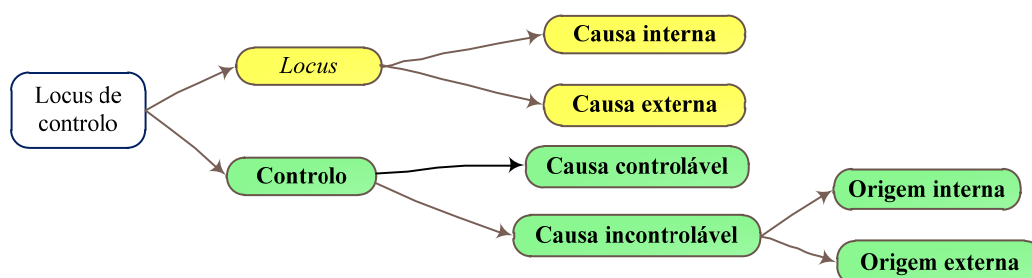 Locus de
controlo
Locus
Causa interna
Causa externa
Controlo
Causa controlável
Causa incontrolável
Origem interna
Origem externa